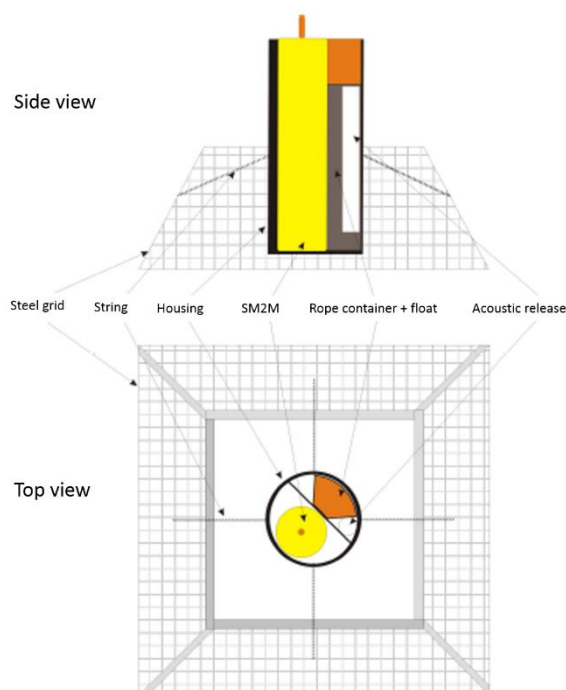 Side view
Steel grid String Housing SM2M Rope container + float Acoustic release
Top view